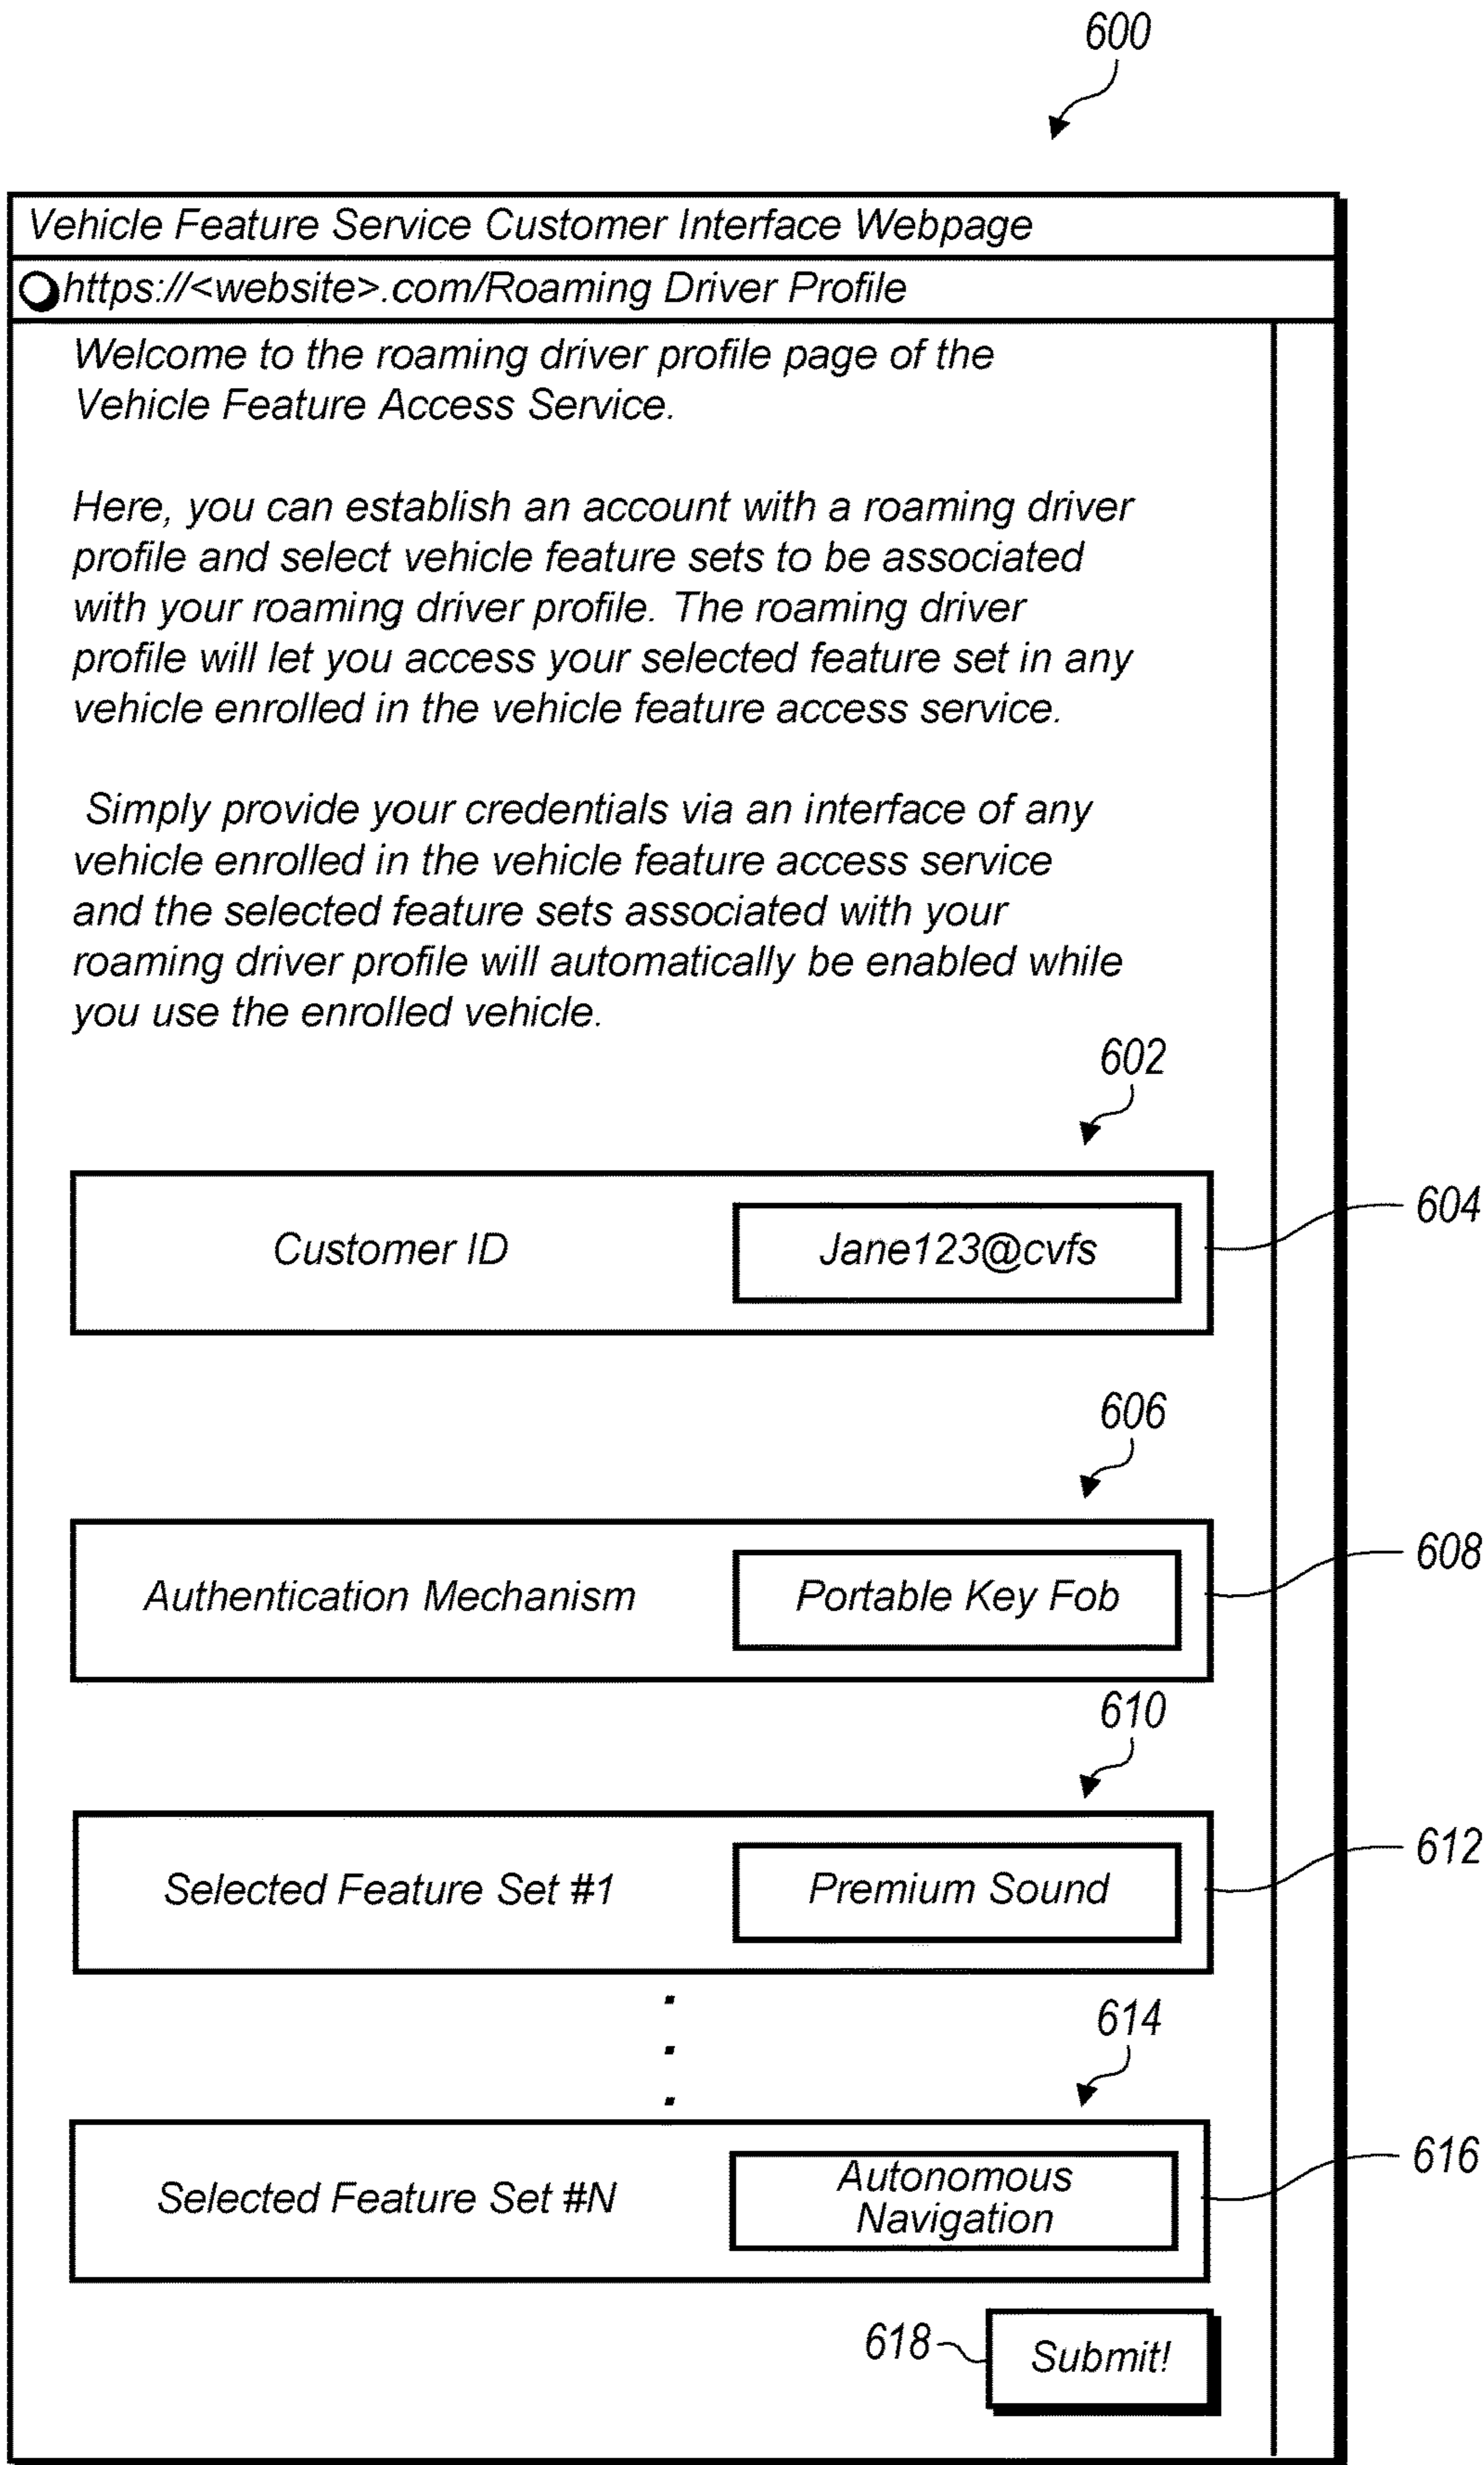 600
Vehicle Feature Service Customer Interface Webpage
https://<website>.com/Roaming Driver Profile
Welcome to the roaming driver profile page of the
Vehicle Feature Access Service.
Here, you can establish an account with a roaming driver
profile and select vehicle feature sets to be associated
with your roaming driver profile. The roaming driver
profile will let you access your selected feature set in any
vehicle enrolled in the vehicle feature access service.
Simply provide your credentials via an interface of any
vehicle enrolled in the vehicle feature access service
and the selected feature sets associated with your
roaming driver profile will automatically be enabled while
you use the enrolled vehicle.
602
Customer ID
Jane123@cvfs
604
606
Authentication Mechanism
Portable Key Fob
608
610
Selected Feature Set #1
Premium Sound
612
614
Selected Feature Set #N
Autonomous
Navigation
616
618
Submit!